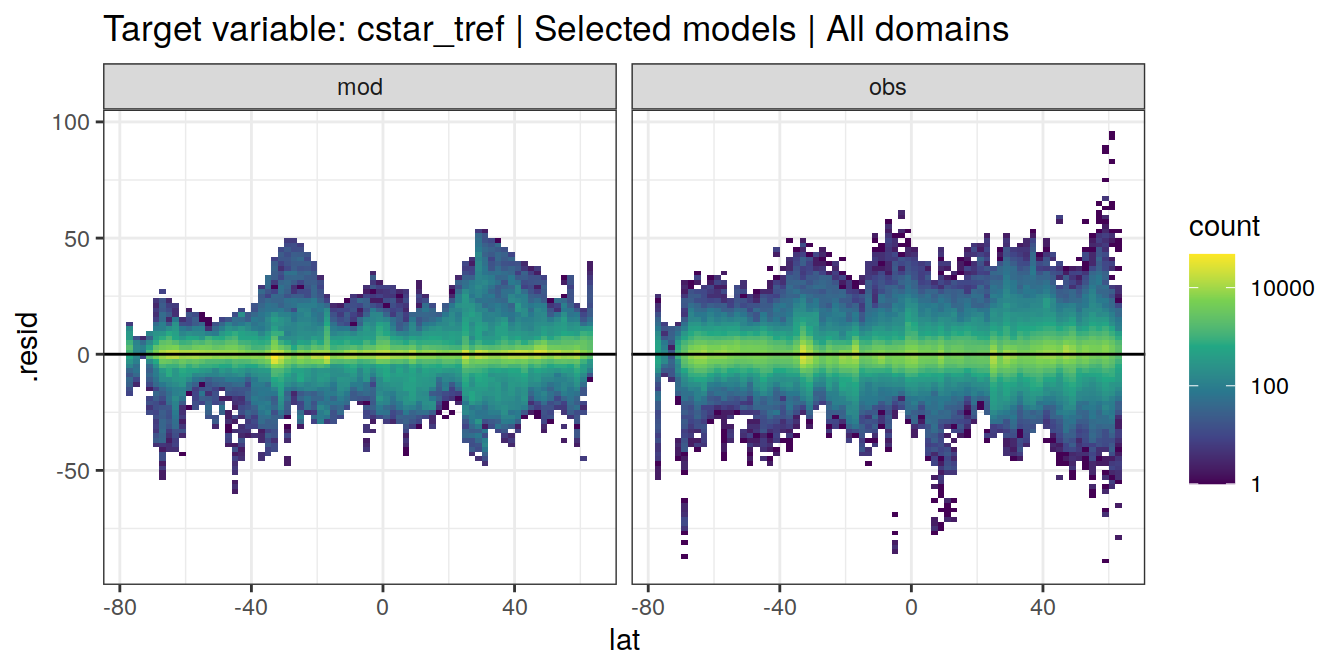 Target variable: cstar_tref | Selected models | All domains
mod
obs
100
50
0
-50
.resid
-80
-40
0
40
-80
-40
0
40
lat
count
10000
100
1